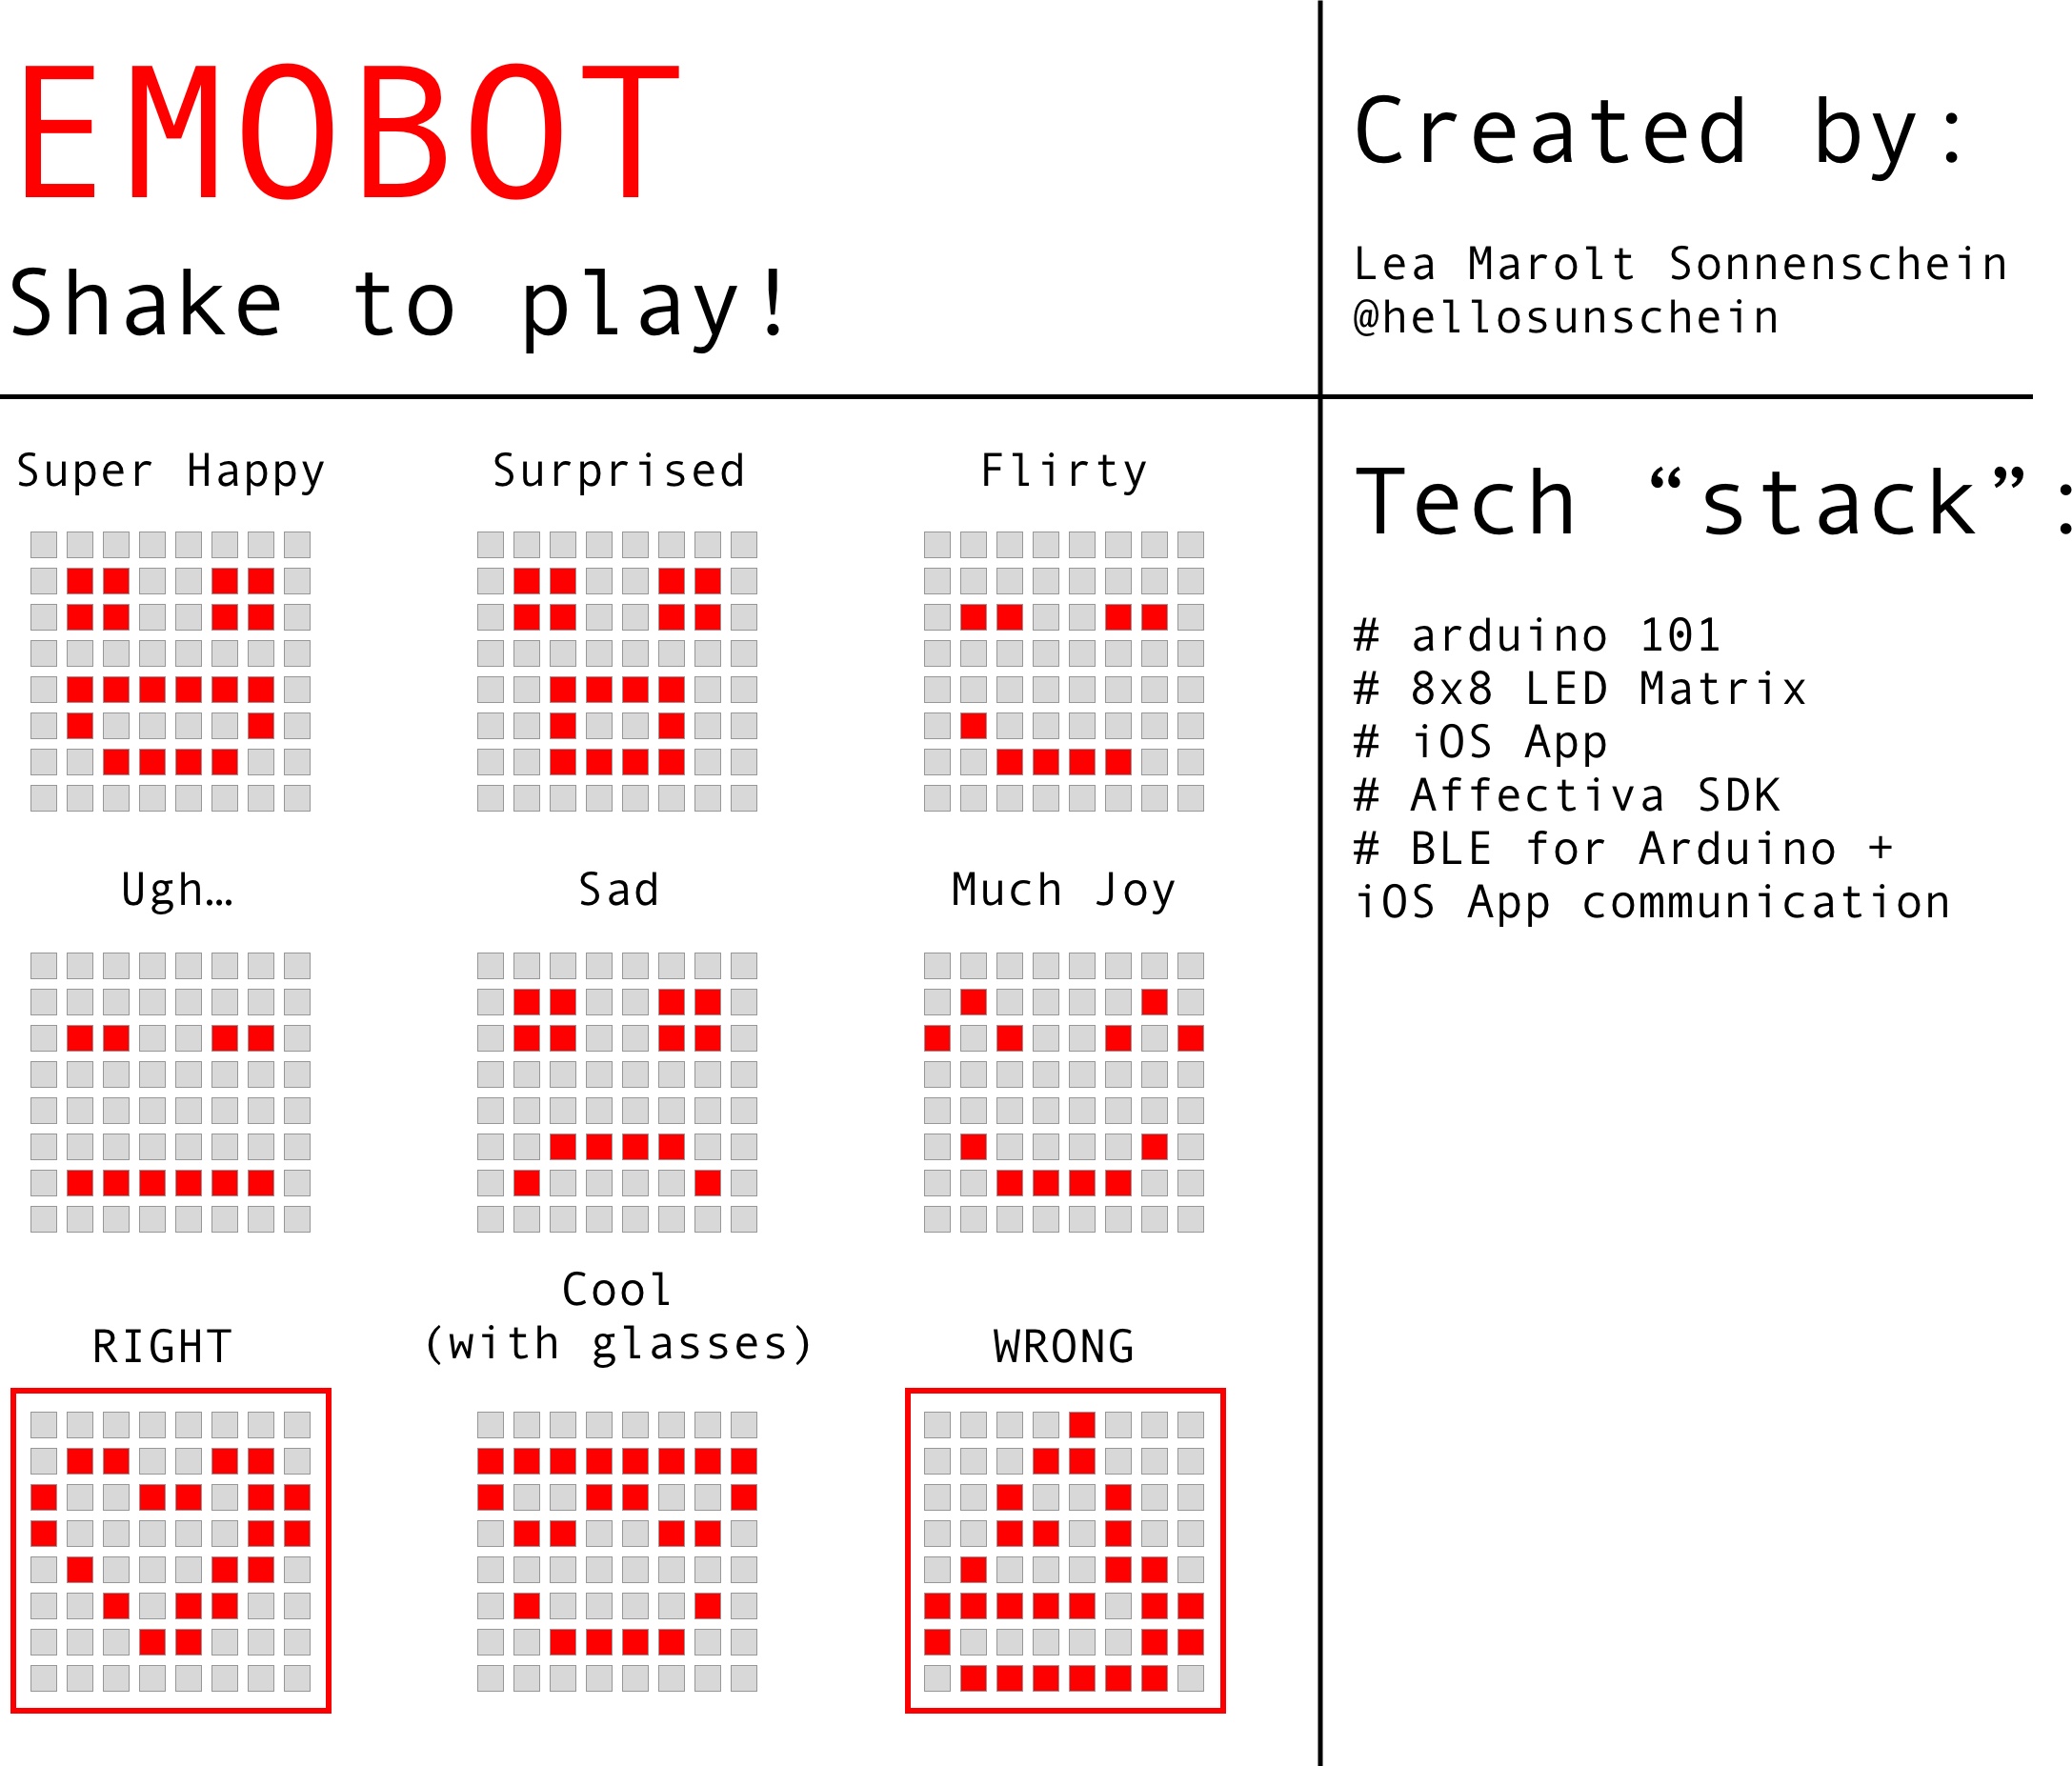 EMOBOT
Shake to play!
Created by:
Lea Marolt Sonnenschein
@hellosunschein
Super Happy
Surprised
Flirty
Ugh…
Sad
Much Joy
RIGHT
Cool
(with glasses)
WRONG
Tech “stack”:
# arduino 101
# 8x8 LED Matrix
# iOS App
# Affectiva SDK
# BLE for Arduino +
iOS App communication